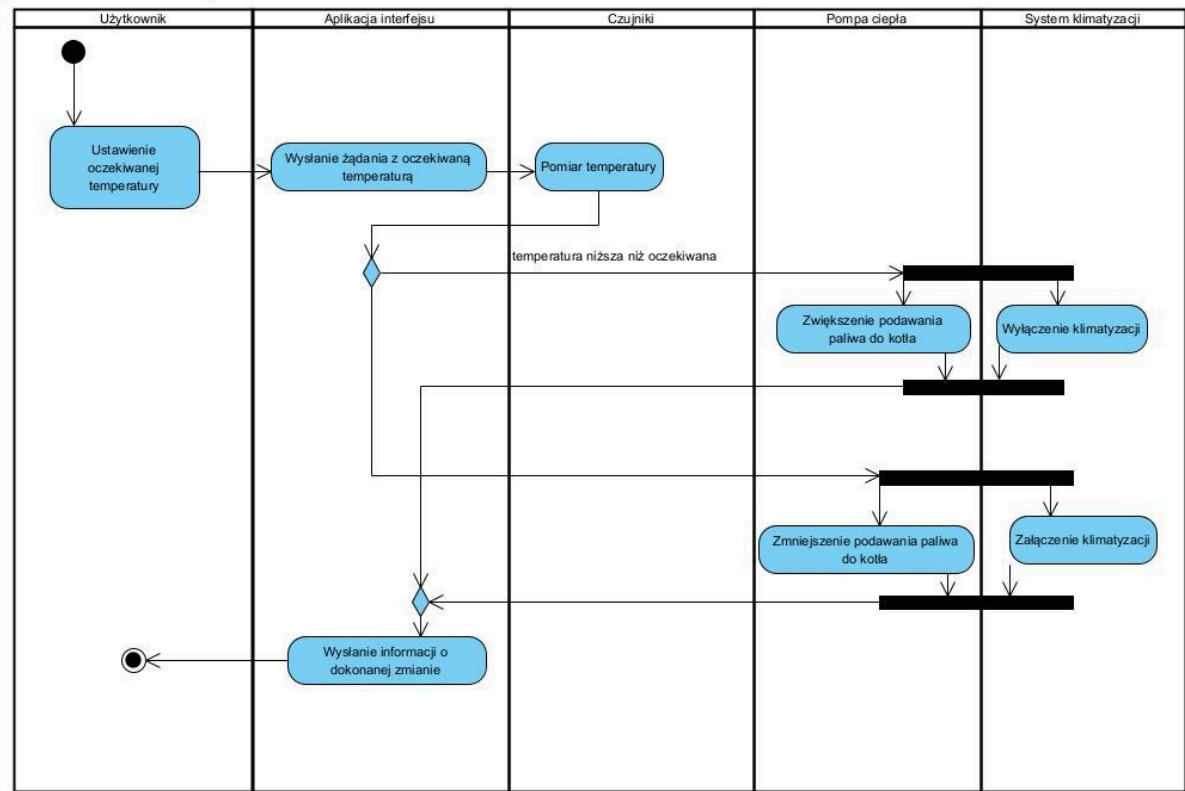 Użytkownik
Aplikacja interfejsu
Czujniki
Pompa ciepła
System klimatyzacji
Ustawienie
oczekiwanej
temperatury
Wysłanie żądania z oczekiwaną
temperaturą
Pomiar temperatury
temperatura niższa niż oczekiwana
Zwiększenie podawania
paliwa do kotła
Wyłączenie klimatyzacji
Zmniejszenie podawania paliwa
do kotła
Załączenie klimatyzacji
Wysłanie informacji o
dokonanej zmianie